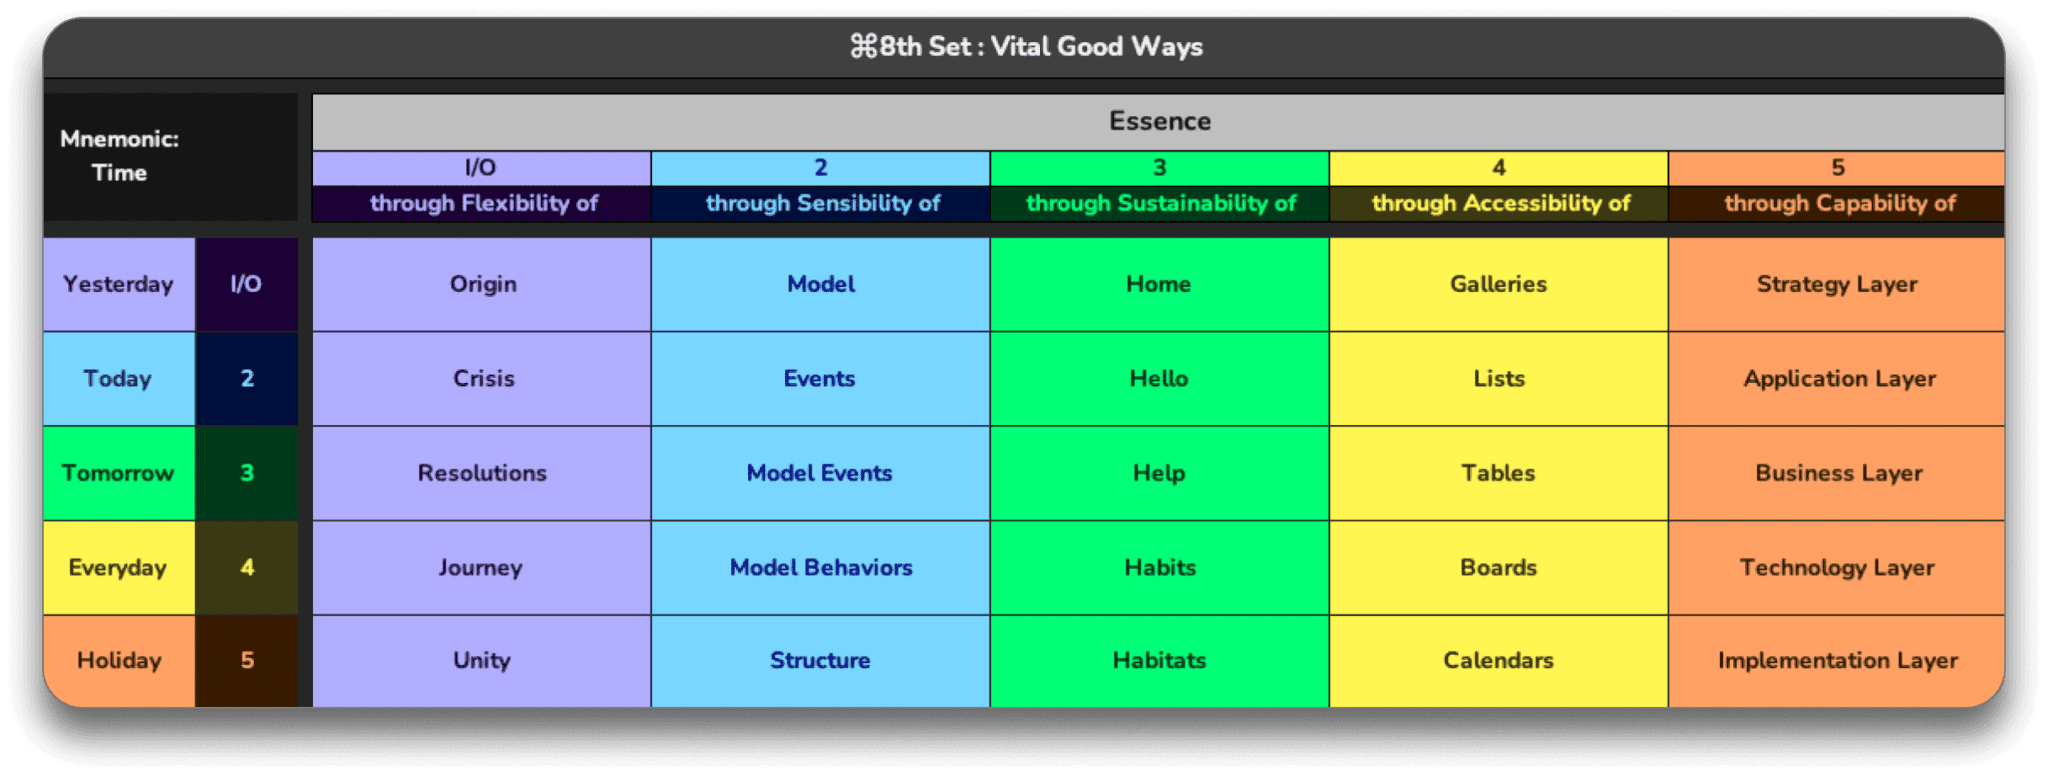 ⌘8th Set : Vital Good Ways
Mnemonic:
Time
Essence
I/O 2 3 4 5
through Flexibility of through Sensibility of through Sustainability of through Accessibility of through Capability of
Yesterday I/O Origin Model Home Galleries Strategy Layer
Today 2 Crisis Events Hello Lists Application Layer
Tomorrow 3 Resolutions Model Events Help Tables Business Layer
Everyday 4 Journey Model Behaviors Habits Boards Technology Layer
Holiday 5 Unity Structure Habitats Calendars Implementation Layer